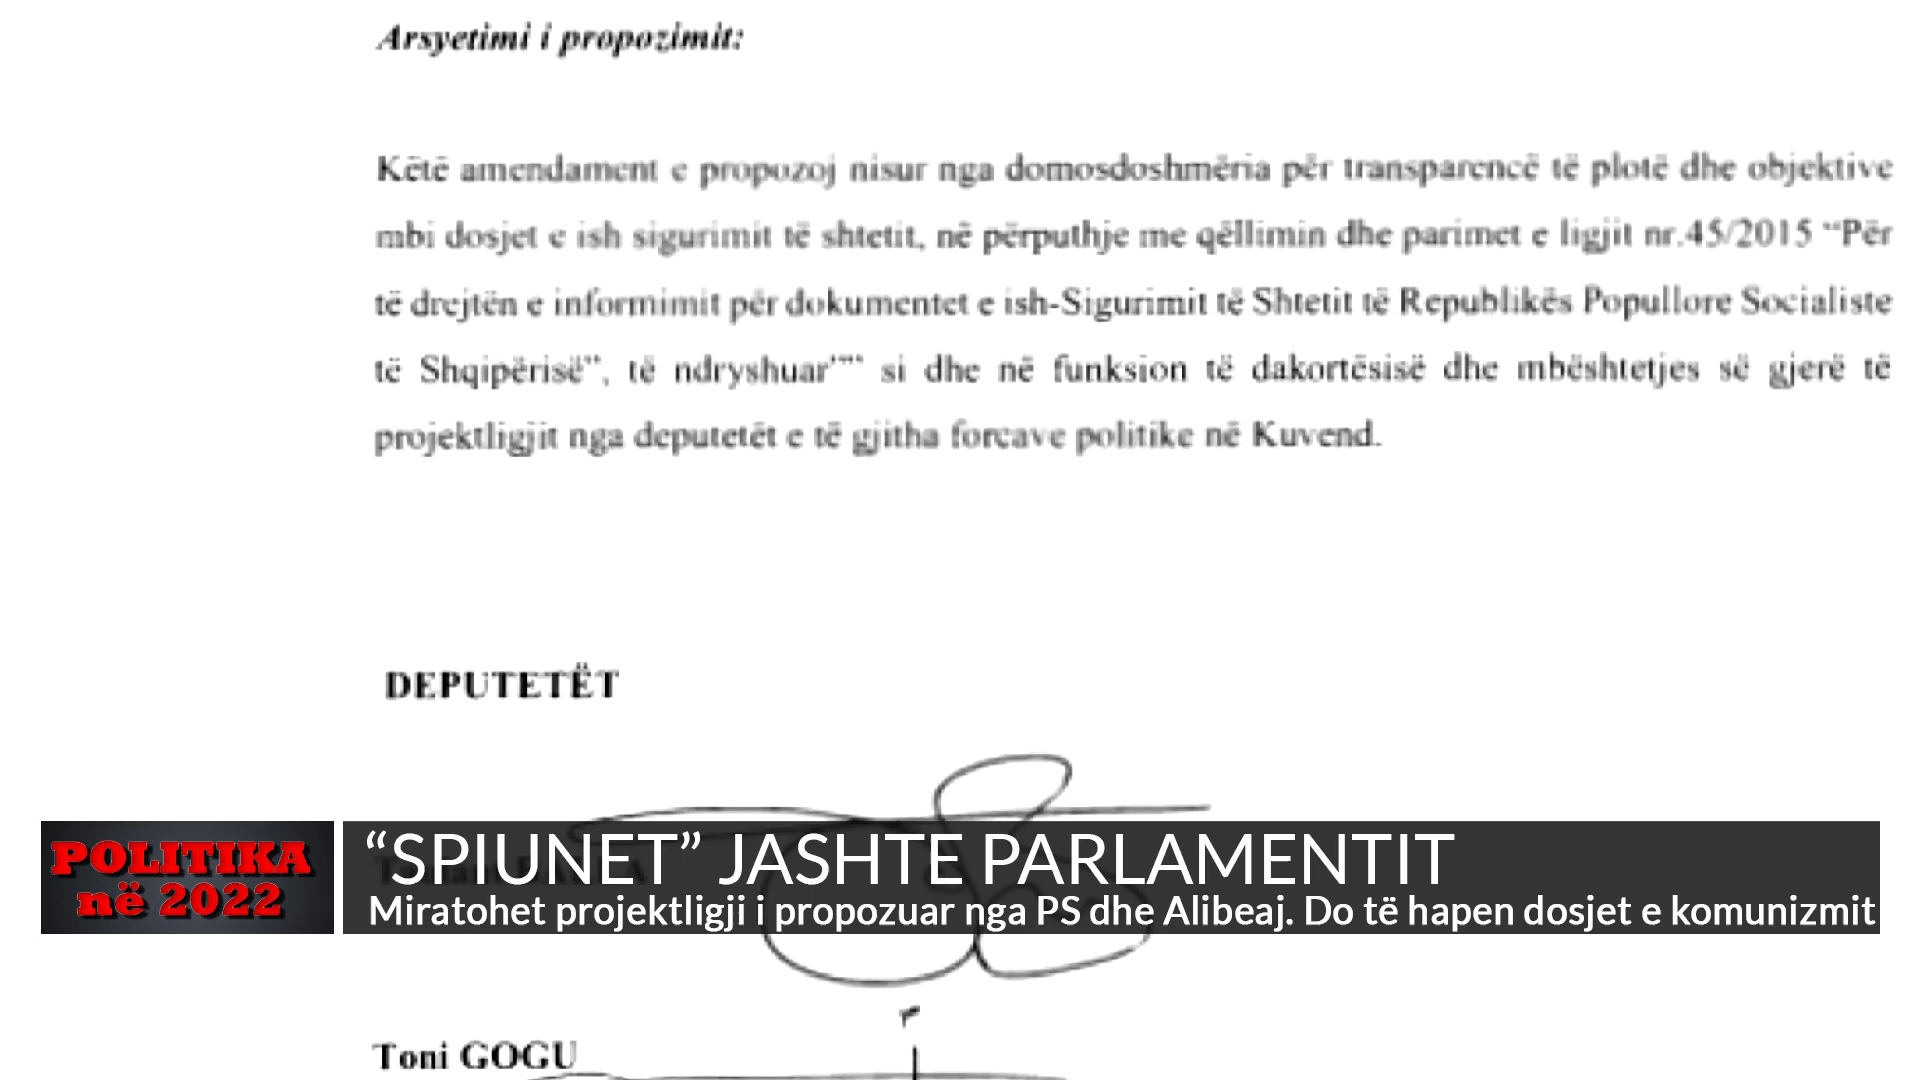 Arsyetimi i propozimit:
Këtë amendament e propozoj nisur nga domosdoshmëria për transparencë të plotë dhe objektive
mbi dosjet e ish sigurimit të shtetit, në përputhje me qëllimin dhe parimet e ligjit nr.45/2015 “Për
të drejtën e informimit për dokumentet e ish-Sigurimit të Shtetit të Republikës Popullore Socialiste
të Shqipërisë”, të ndryshuar”” si dhe në funksion të dakortësisë dhe mbështetjes së gjerë të
projektligjit nga deputetët e të gjitha forcave politike në Kuvend.
DEPUTETËT
POLITIKA
në 2022
“SPIUNET” JASHTE PARLAMENTIT
Miratohet projektligji i propozuar nga PS dhe Alibeaj. Do të hapen dosjet e komunizmit
Toni GOGU